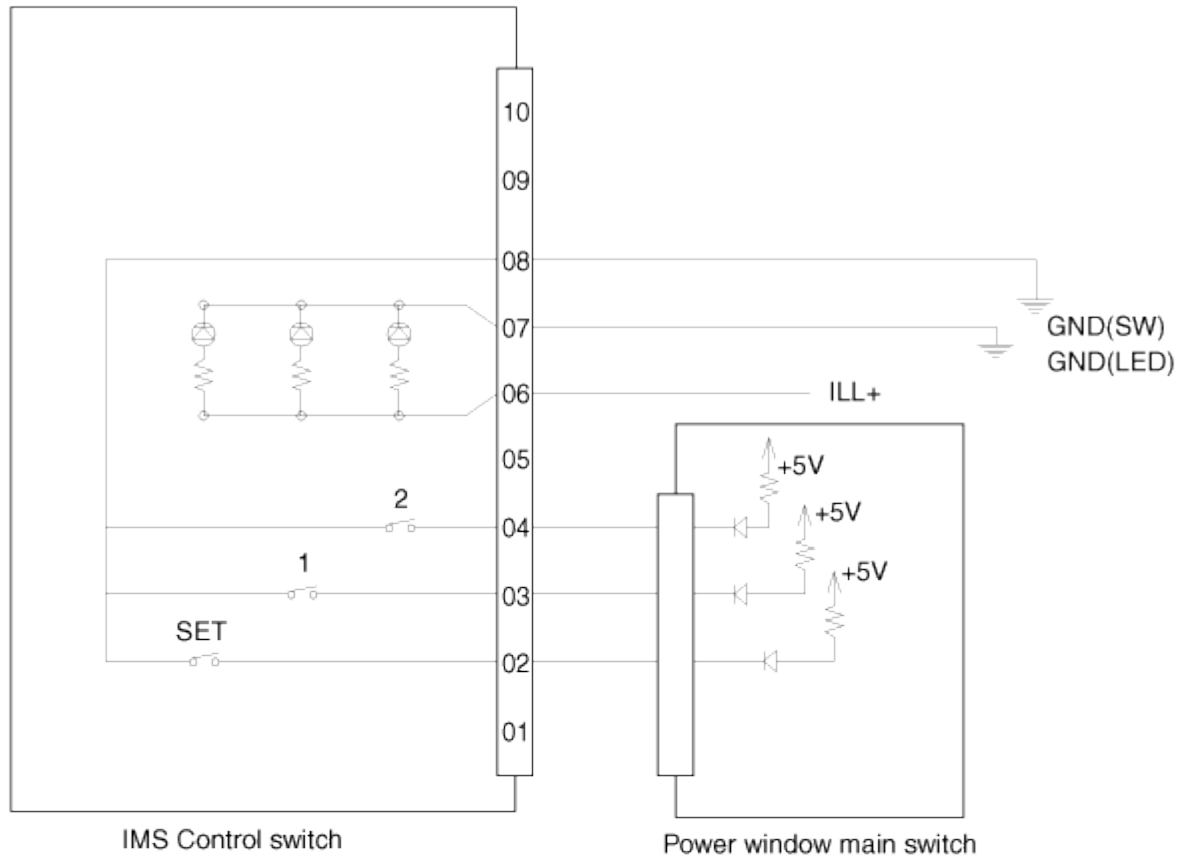 10
09
08
07
GND(SW)
GND(LED)
06
ILL+
05
+5V
2
04
+5V
1
03
+5V
SET
02
01
IMS Control switch
Power window main switch